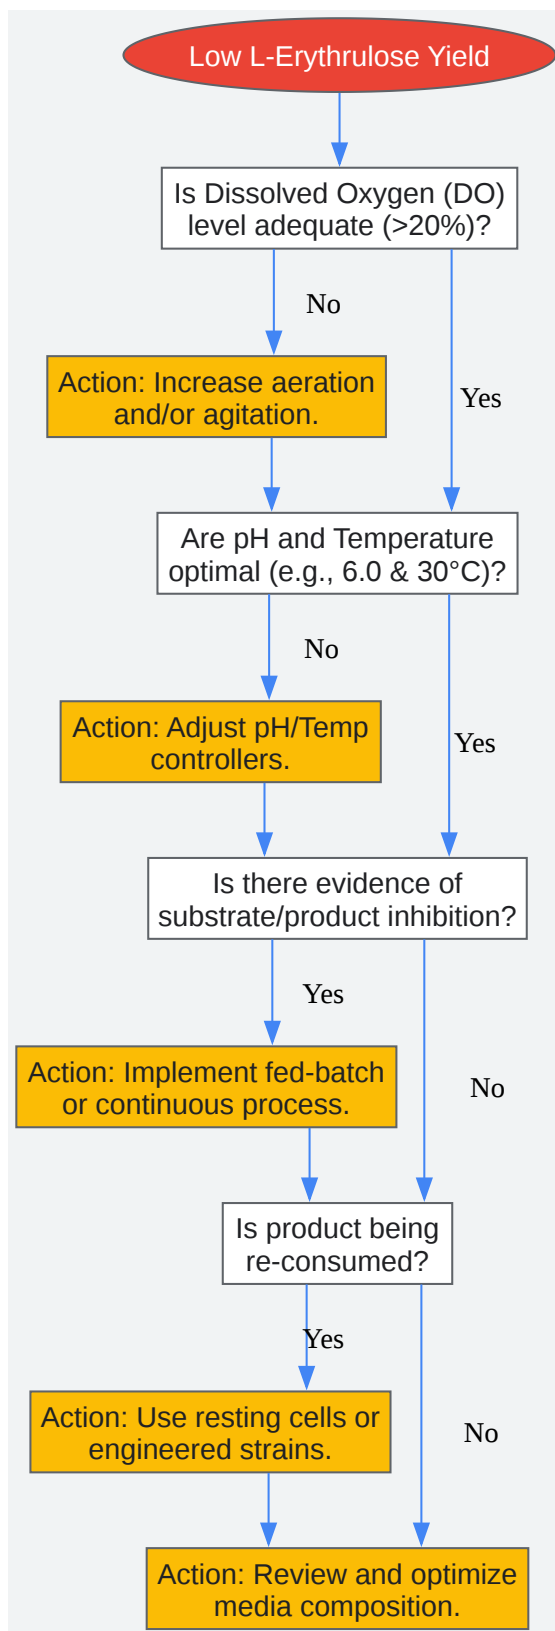 Low L-Erythrulose Yield
Is Dissolved Oxygen (DO)
level adequate (>20%)?
No
Action: Increase aeration
and/or agitation.
Yes
Are pH and Temperature
optimal (e.g., 6.0 & 30°C)?
No
Action: Adjust pH/Temp
controllers.
Yes
Is there evidence of
substrate/product inhibition?
Yes
Action: Implement fed-batch
or continuous process.
No
Is product being
re-consumed?
Yes
Action: Use resting cells or
engineered strains.
No
Action: Review and optimize
media composition.